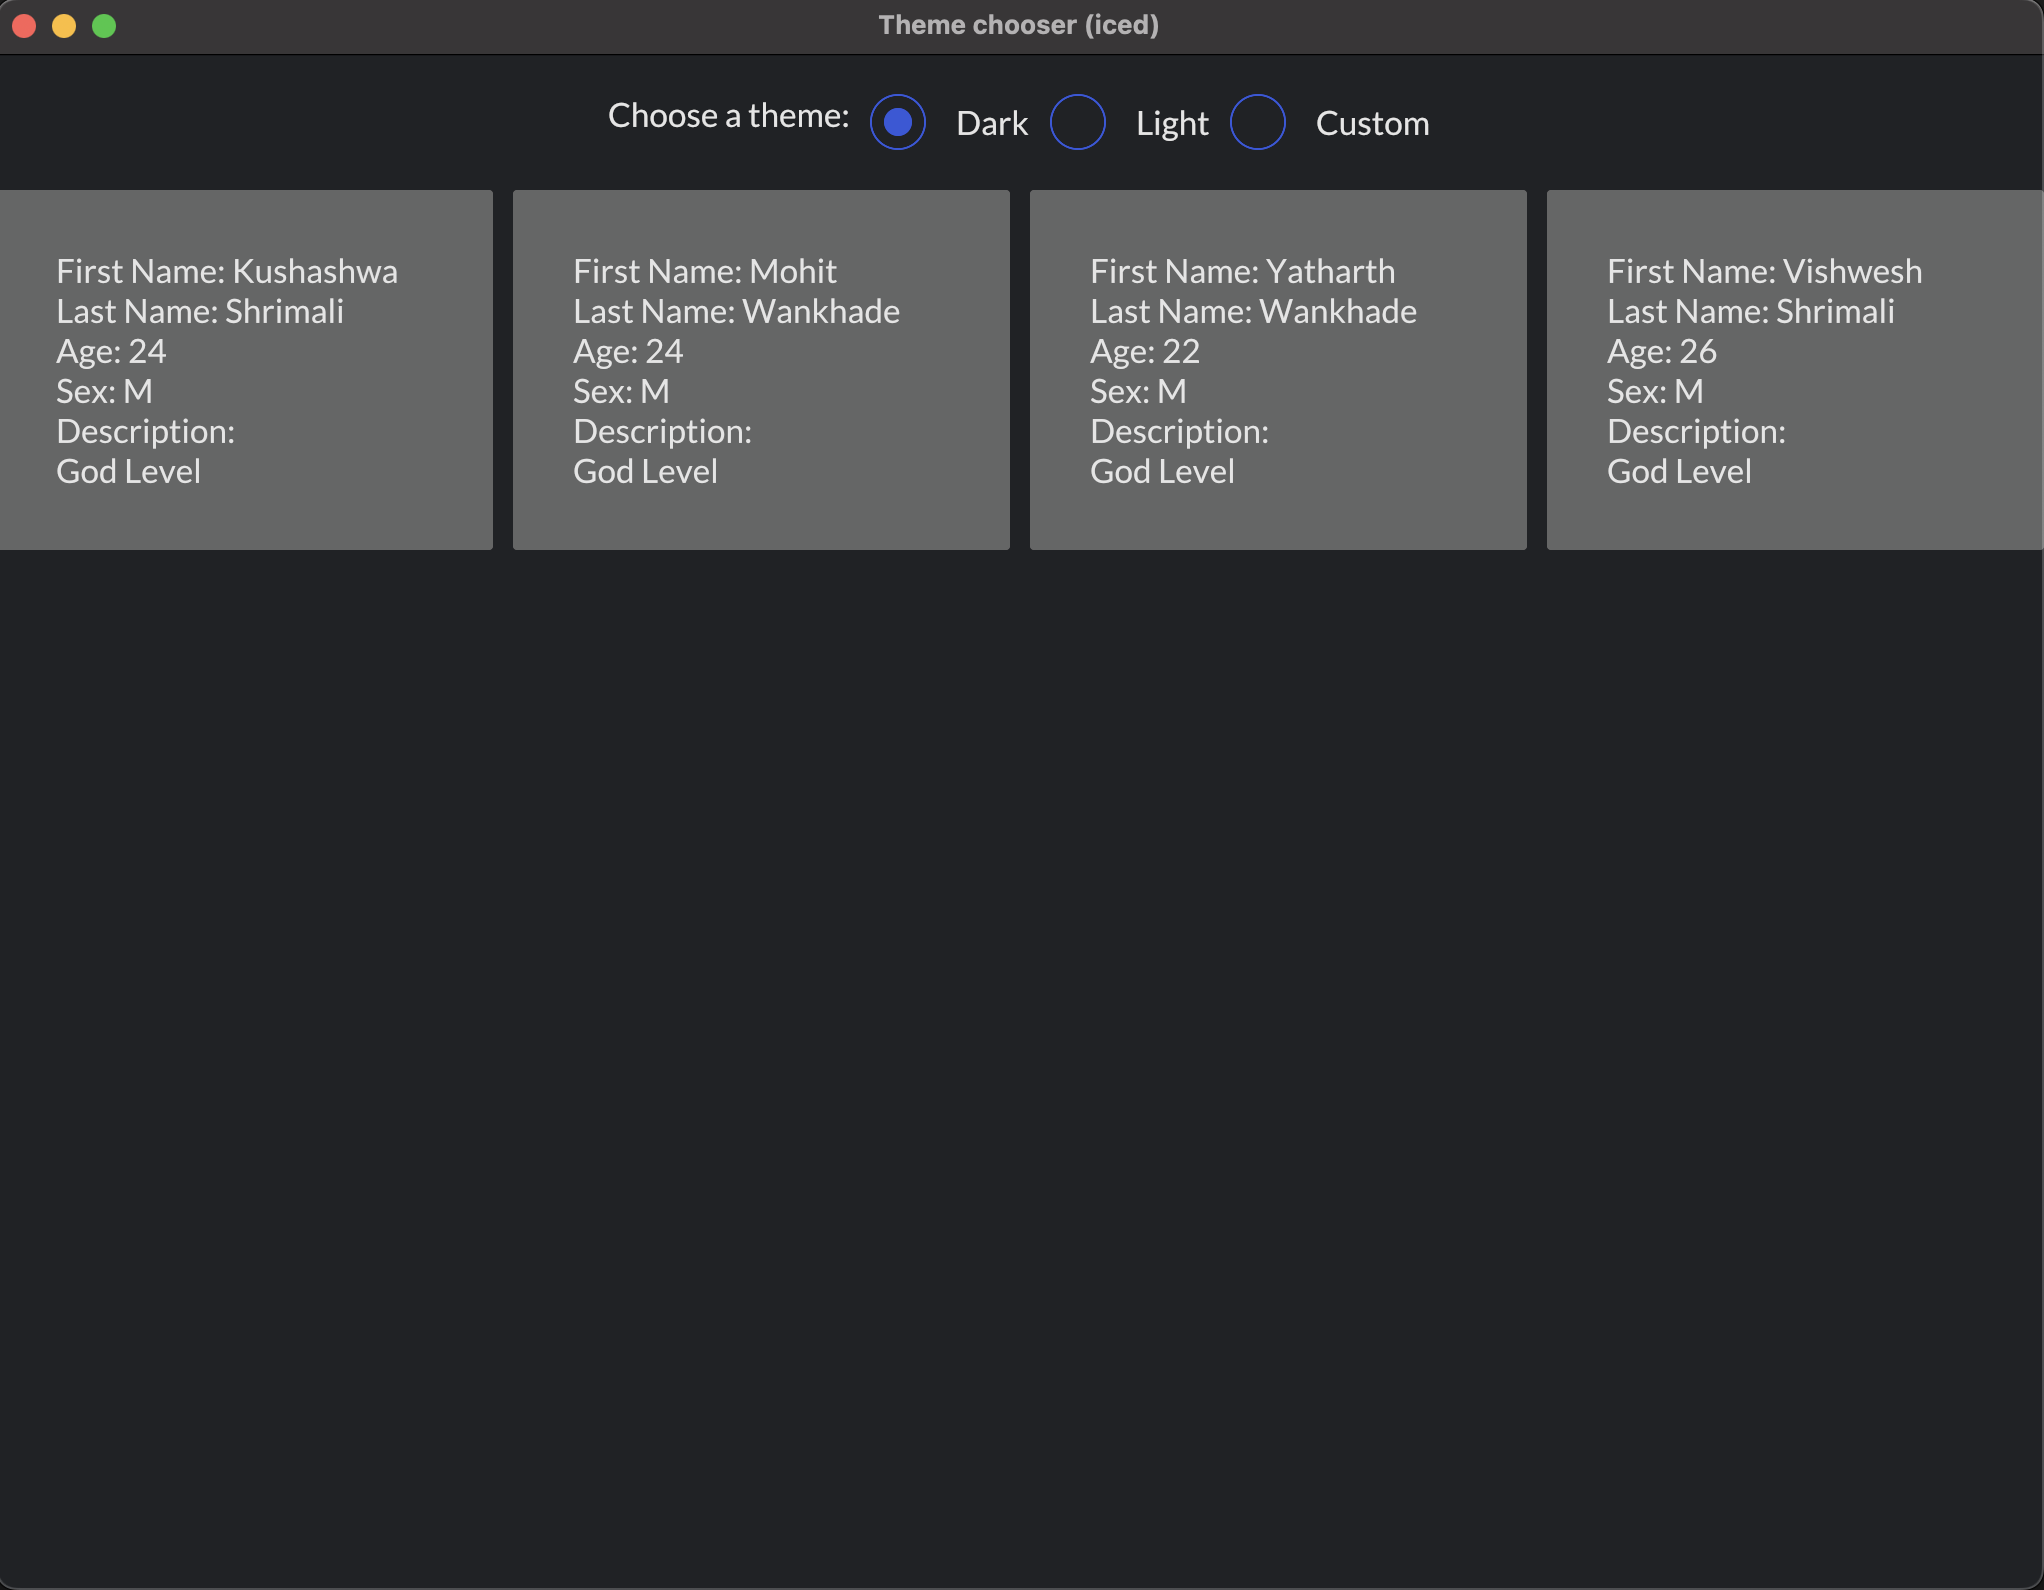 Theme chooser (iced)
Choose a theme: Dark Light Custom
First Name: Kushashwa
Last Name: Shrimali
Age: 24
Sex: M
Description:
God Level
First Name: Mohit
Last Name: Wankhade
Age: 24
Sex: M
Description:
God Level
First Name: Yatharth
Last Name: Wankhade
Age: 22
Sex: M
Description:
God Level
First Name: Vishwesh
Last Name: Shrimali
Age: 26
Sex: M
Description:
God Level